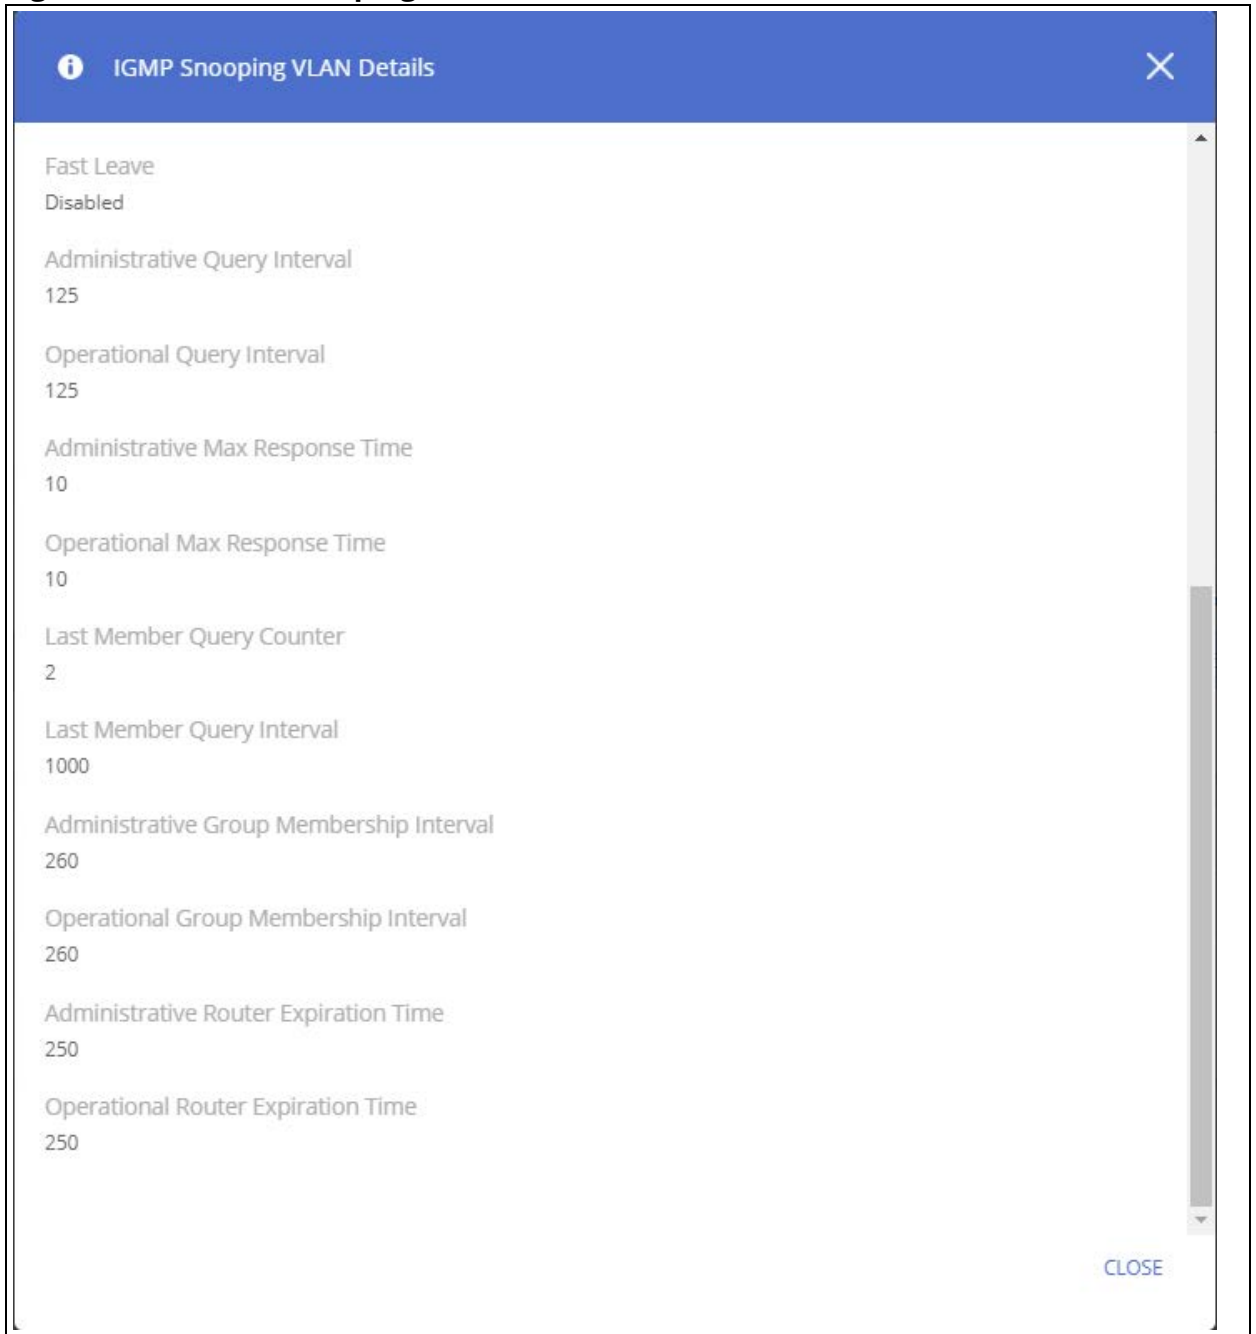 IGMP Snooping VLAN Details
Fast Leave
Disabled
Administrative Query Interval
125
Operational Query Interval
125
Administrative Max Response Time
10
Operational Max Response Time
10
Last Member Query Counter
2
Last Member Query Interval
1000
Administrative Group Membership Interval
260
Operational Group Membership Interval
260
Administrative Router Expiration Time
250
Operational Router Expiration Time
250
CLOSE